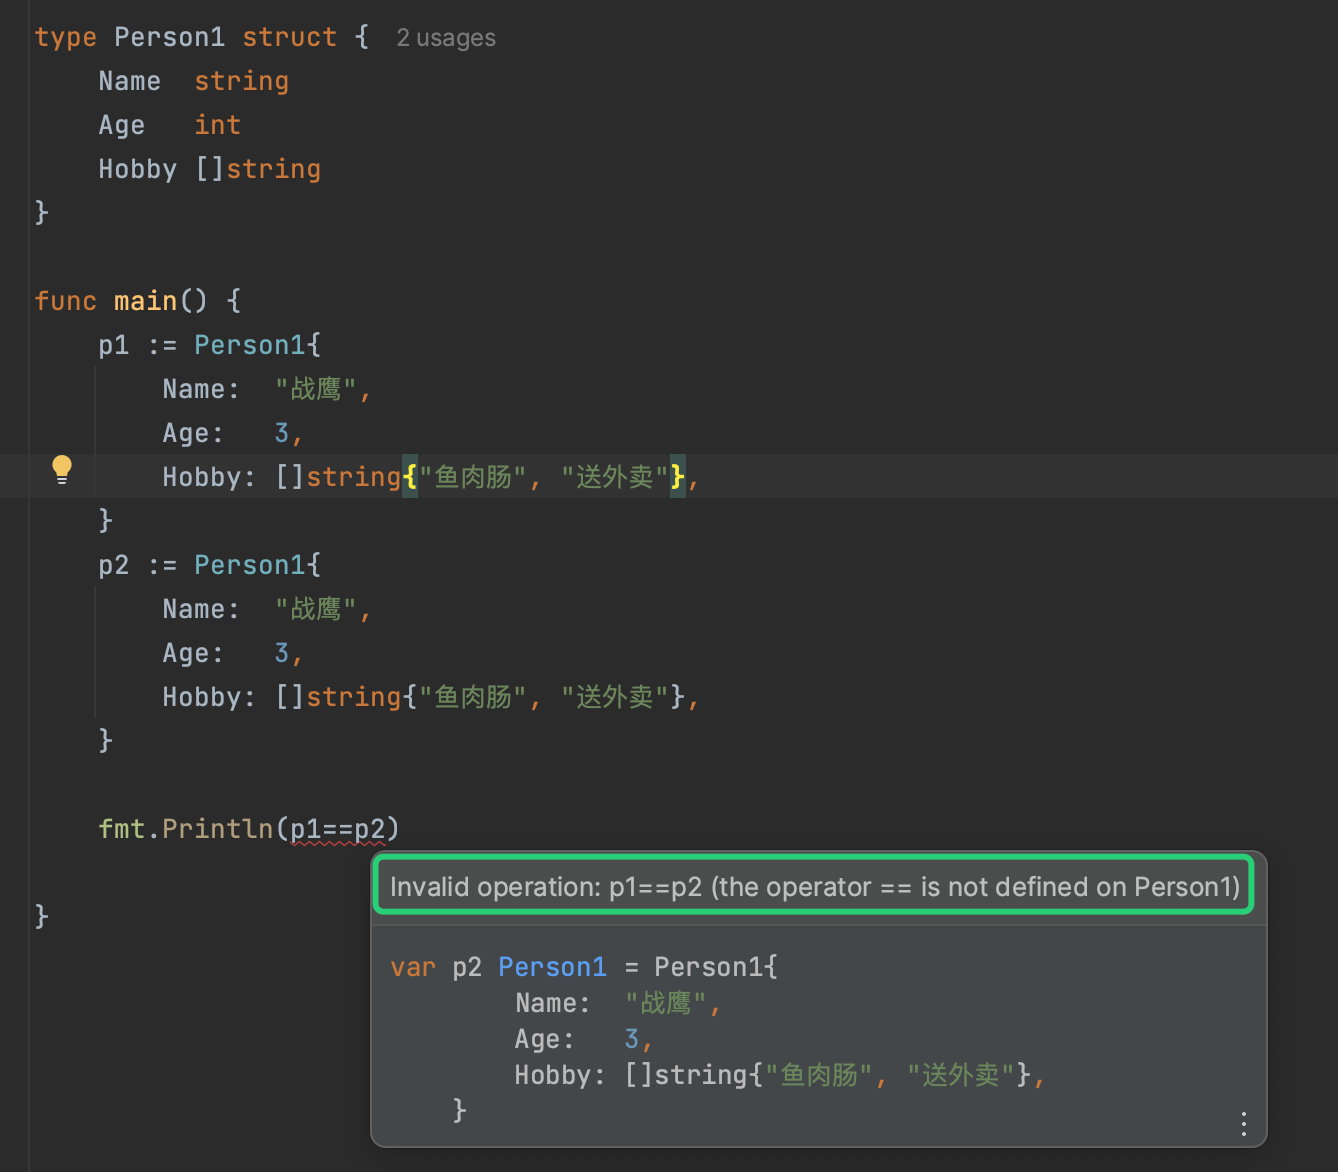 type Person1 struct {  2 usages
    Name  string
    Age   int
    Hobby []string
}
func main() {
    p1 := Person1{
        Name:  "战鹰",
        Age:   3,
        Hobby: []string{"鱼肉肠", "送外卖"},
    }
    p2 := Person1{
        Name:  "战鹰",
        Age:   3,
        Hobby: []string{"鱼肉肠", "送外卖"},
    }
    fmt.Println(p1==p2)
Invalid operation: p1==p2 (the operator == is not defined on Person1)
}
var p2 Person1 = Person1{
        Name:  "战鹰",
        Age:   3,
        Hobby: []string{"鱼肉肠", "送外卖"},
    }